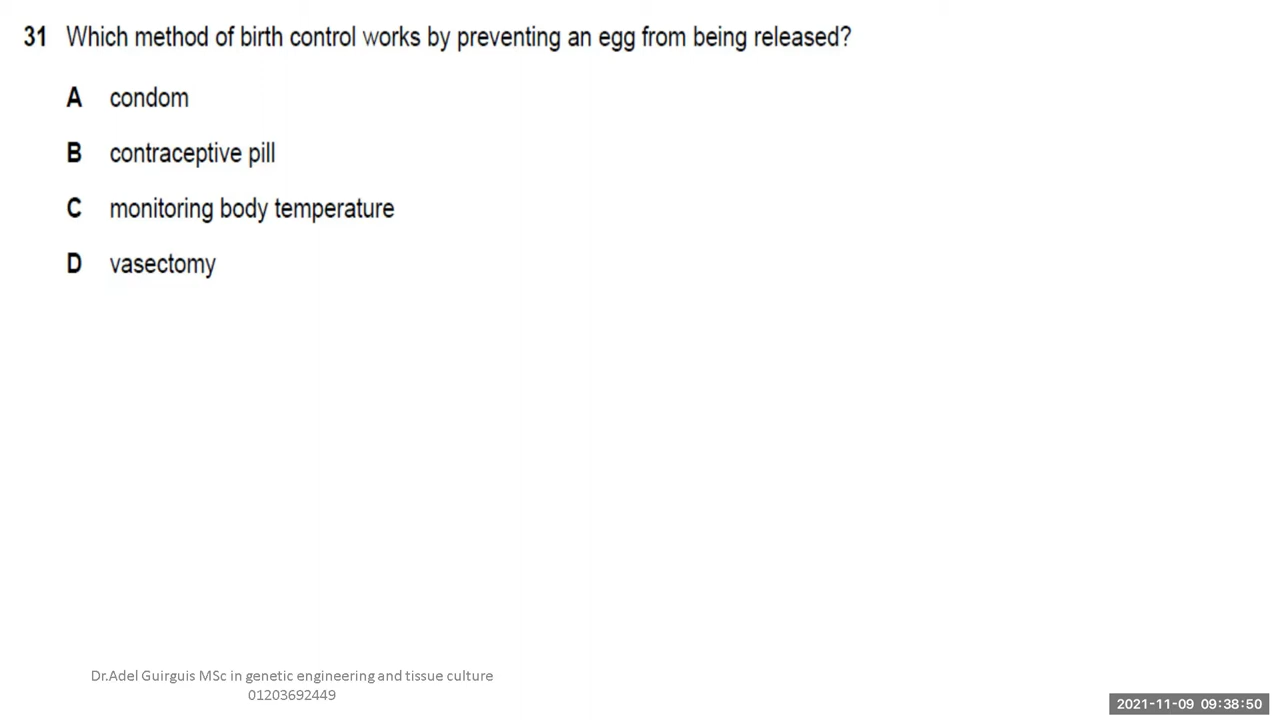 31 Which method of birth control works by preventing an egg from being released?
A condom
B contraceptive pill
C monitoring body temperature
D vasectomy
Dr.Adel Guirguis MSc in genetic engineering and tissue culture
01203692449
2021-11-09 09:38:50